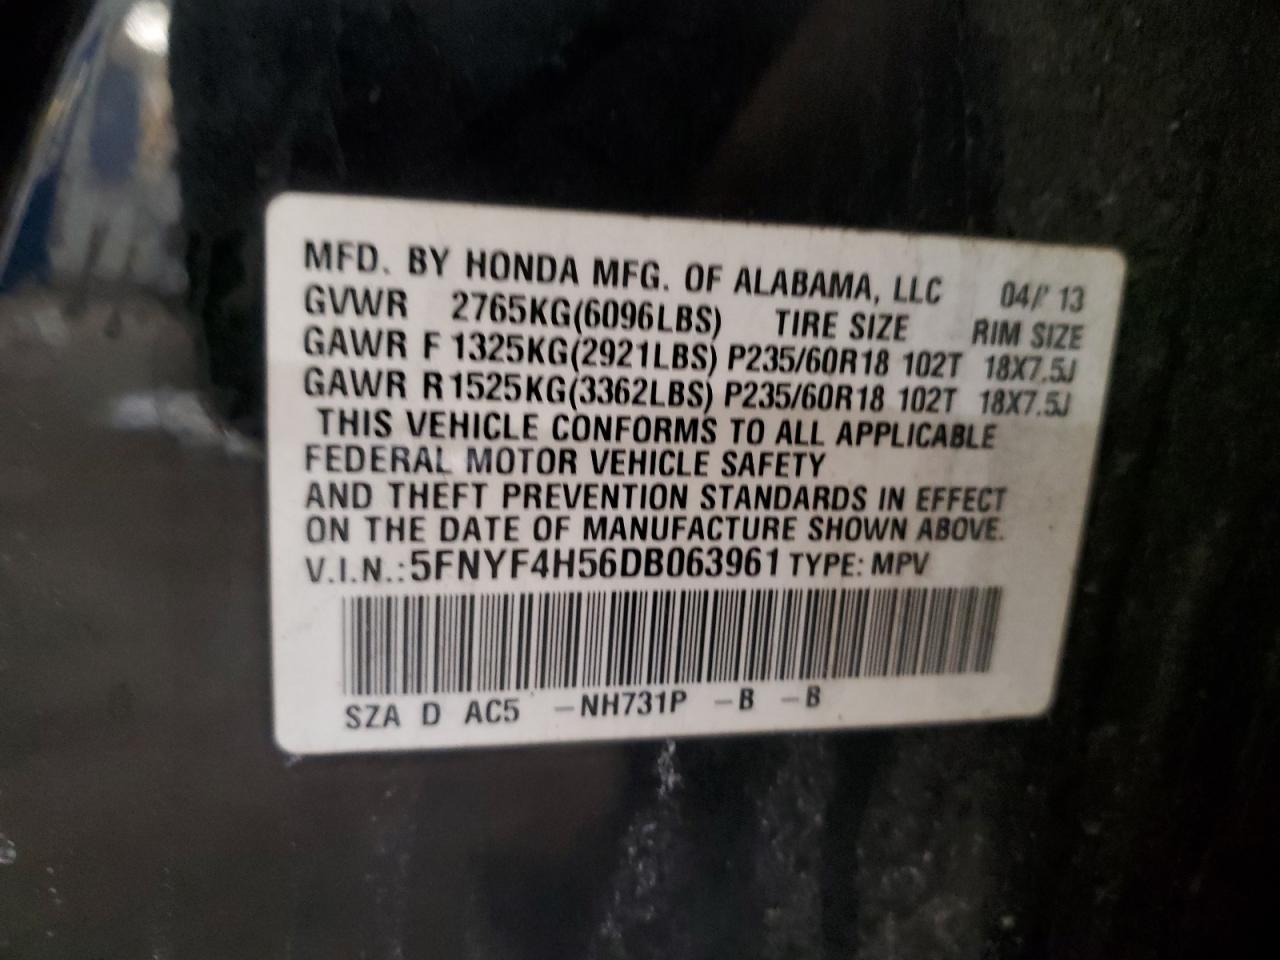 MFD. BY HONDA MFG. OF ALABAMA, LLC 04/' 13
GVWR 2765KG(6096LBS) TIRE SIZE RIM SIZE
GAWR F 1325KG(2921LBS) P235/60R18 102T 18X7.5J
GAWR R 1525KG(3362LBS) P235/60R18 102T 18X7.5J
THIS VEHICLE CONFORMS TO ALL APPLICABLE
FEDERAL MOTOR VEHICLE SAFETY
AND THEFT PREVENTION STANDARDS IN EFFECT
ON THE DATE OF MANUFACTURE SHOWN ABOVE.
V.I.N.: 5FNYF4H56DB063961 TYPE: MPV
SZA D AC5 -NH731P -B -B